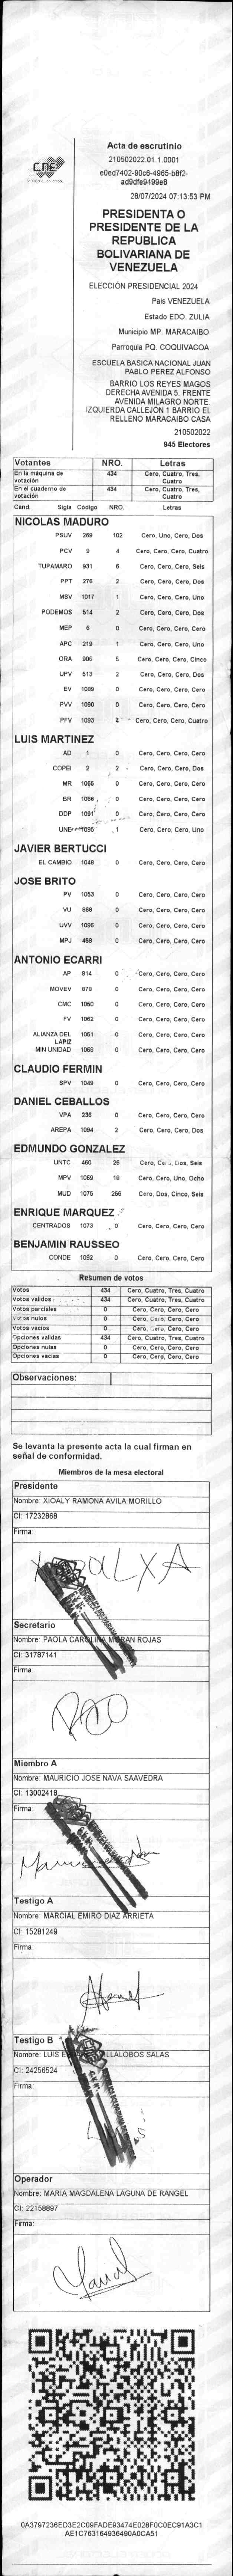 CNE
Acta de escrutinio
210502022.01.1.0001
e0ed7402-90c6-4965-b8f2-
ad9dfe9499e8
28/07/2024 07:13:53 PM
PRESIDENTA O
PRESIDENTE DE LA
REPUBLICA
BOLIVARIANA DE
VENEZUELA
ELECCIÓN PRESIDENCIAL 2024
Pais VENEZUELA
Estado EDO. ZULIA
Municipio MP. MARACAIBO
Parroquia PQ. COQUIVACOA
ESCUELA BASICA NACIONAL JUAN
PABLO PEREZ ALFONSO
BARRIO LOS REYES MAGOS
DERECHA AVENIDA 5. FRENTE
AVENIDA MILAGRO NORTE.
IZQUIERDA CALLEJÓN 1 BARRIO EL
RELLENO MARACAIBO CASA
210502022
945 Electores
Votantes NRO. Letras
En la máquina de votación 434 Cero, Cuatro, Tres, Cuatro
En el cuaderno de votación 434 Cero, Cuatro, Tres, Cuatro
Cand. Sigla Código NRO. Letras
NICOLAS MADURO
PSUV 269 102 Cero, Uno, Cero, Dos
PCV 9 4 Cero, Cero, Cero, Cuatro
TUPAMARO 931 6 Cero, Cero, Cero, Seis
PPT 276 2 Cero, Cero, Cero, Dos
MSV 1017 1 Cero, Cero, Cero, Uno
PODEMOS 514 2 Cero, Cero, Cero, Dos
MEP 6 0 Cero, Cero, Cero, Cero
APC 219 1 Cero, Cero, Cero, Uno
ORA 906 5 Cero, Cero, Cero, Cinco
UPV 513 2 Cero, Cero, Cero, Dos
EV 1089 0 Cero, Cero, Cero, Cero
PVV 1090 0 Cero, Cero, Cero, Cero
PFV 1093 4 Cero, Cero, Cero, Cuatro
LUIS MARTINEZ
AD 1 0 Cero, Cero, Cero, Cero
COPEI 2 2 Cero, Cero, Cero, Dos
MR 1065 0 Cero, Cero, Cero, Cero
BR 1066 0 Cero, Cero, Cero, Cero
DDP 1091 0 Cero, Cero, Cero, Cero
UNE 1095 1 Cero, Cero, Cero, Uno
JAVIER BERTUCCI
EL CAMBIO 1048 0 Cero, Cero, Cero, Cero
JOSE BRITO
PV 1053 0 Cero, Cero, Cero, Cero
VU 868 0 Cero, Cero, Cero, Cero
UVV 1096 0 Cero, Cero, Cero, Cero
MPJ 459 0 Cero, Cero, Cero, Cero
ANTONIO ECARRI
AP 914 0 Cero, Cero, Cero, Cero
MOVEV 978 0 Cero, Cero, Cero, Cero
CMC 1050 0 Cero, Cero, Cero, Cero
FV 1062 0 Cero, Cero, Cero, Cero
ALIANZA DEL LAPIZ 1051 0 Cero, Cero, Cero, Cero
MIN UNIDAD 1069 0 Cero, Cero, Cero, Cero
CLAUDIO FERMIN
SPV 1049 0 Cero, Cero, Cero, Cero
DANIEL CEBALLOS
VPA 236 0 Cero, Cero, Cero, Cero
AREPA 1094 2 Cero, Cero, Cero, Dos
EDMUNDO GONZALEZ
UNTC 460 26 Cero, Cero, Dos, Seis
MPV 1069 18 Cero, Cero, Uno, Ocho
MUD 1075 256 Cero, Dos, Cinco, Seis
ENRIQUE MARQUEZ
CENTRADOS 1073 0 Cero, Cero, Cero, Cero
BENJAMIN RAUSSEO
CONDE 1092 0 Cero, Cero, Cero, Cero
Resumen de votos
Votos 434 Cero, Cuatro, Tres, Cuatro
Votos validos 434 Cero, Cuatro, Tres, Cuatro
Votos parciales 0 Cero, Cero, Cero, Cero
Votos nulos 0 Cero, Cero, Cero, Cero
Votos vacios 0 Cero, Cero, Cero, Cero
Opciones validas 434 Cero, Cuatro, Tres, Cuatro
Opciones nulas 0 Cero, Cero, Cero, Cero
Opciones vacias 0 Cero, Cero, Cero, Cero
Observaciones:
Se levanta la presente acta la cual firman en
señal de conformidad.
Miembros de la mesa electoral
Presidente
Nombre: XIOALY RAMONA AVILA MORILLO
CI: 17232868
Firma:
Secretario
Nombre: PAOLA CAROLINA MORAN ROJAS
CI: 31787141
Firma:
Miembro A
Nombre: MAURICIO JOSE NAVA SAAVEDRA
CI: 13002418
Firma:
Testigo A
Nombre: MARCIAL EMIRO DIAZ ARRIETA
CI: 15281249
Firma:
Testigo B
Nombre: LUIS VILLALOBOS SALAS
CI: 24256524
Firma:
Operador
Nombre: MARIA MAGDALENA LAGUNA DE RANGEL
CI: 22158897
Firma:
0A3797236ED3E2C09FADE93474E02BF0C0EC91A3C1
AE1C763164936490A0CA51